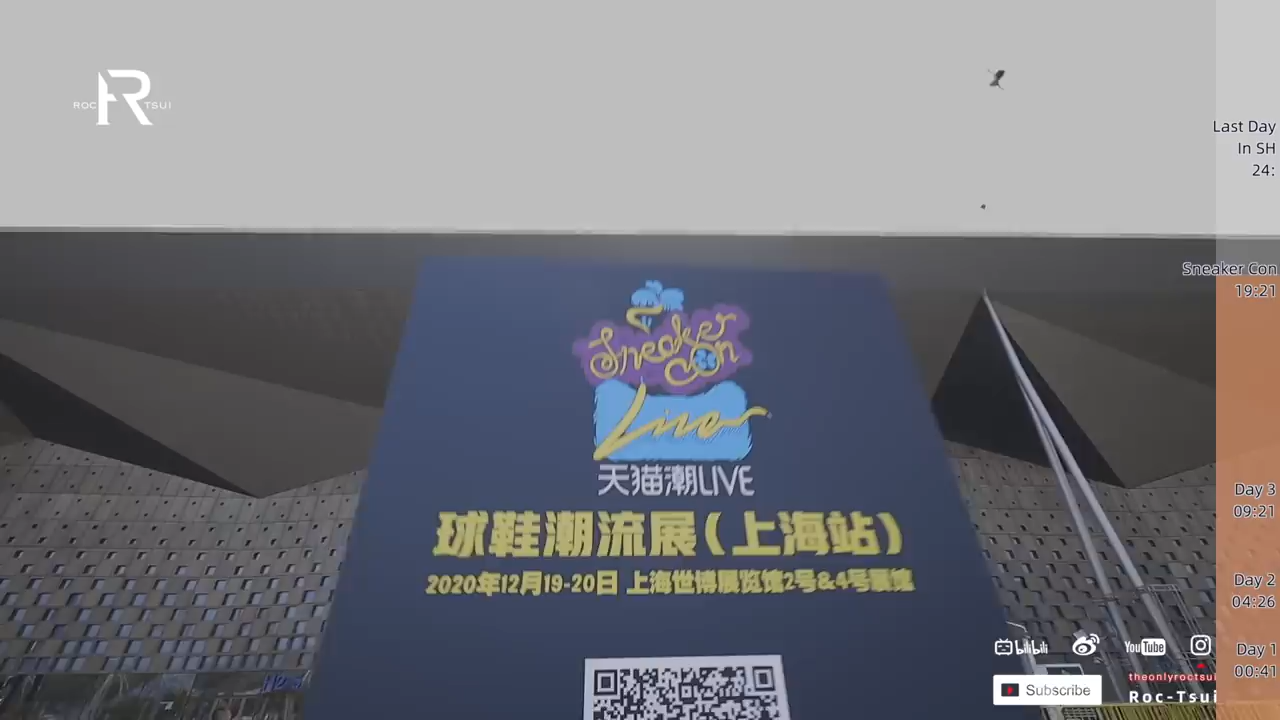 ROC R TSUI
Last Day
In SH
24:
Sneaker Con
19:21
Sneaker
Con
Live
天猫潮LIVE
球鞋潮流展(上海站)
2020年12月19-20日 上海世博展览馆2号&4号展馆
Day 3
09:21
Day 2
04:26
bilibili
YouTube
Day 1
00:41
theonlyroctsui
Subscribe
Roc-Tsui